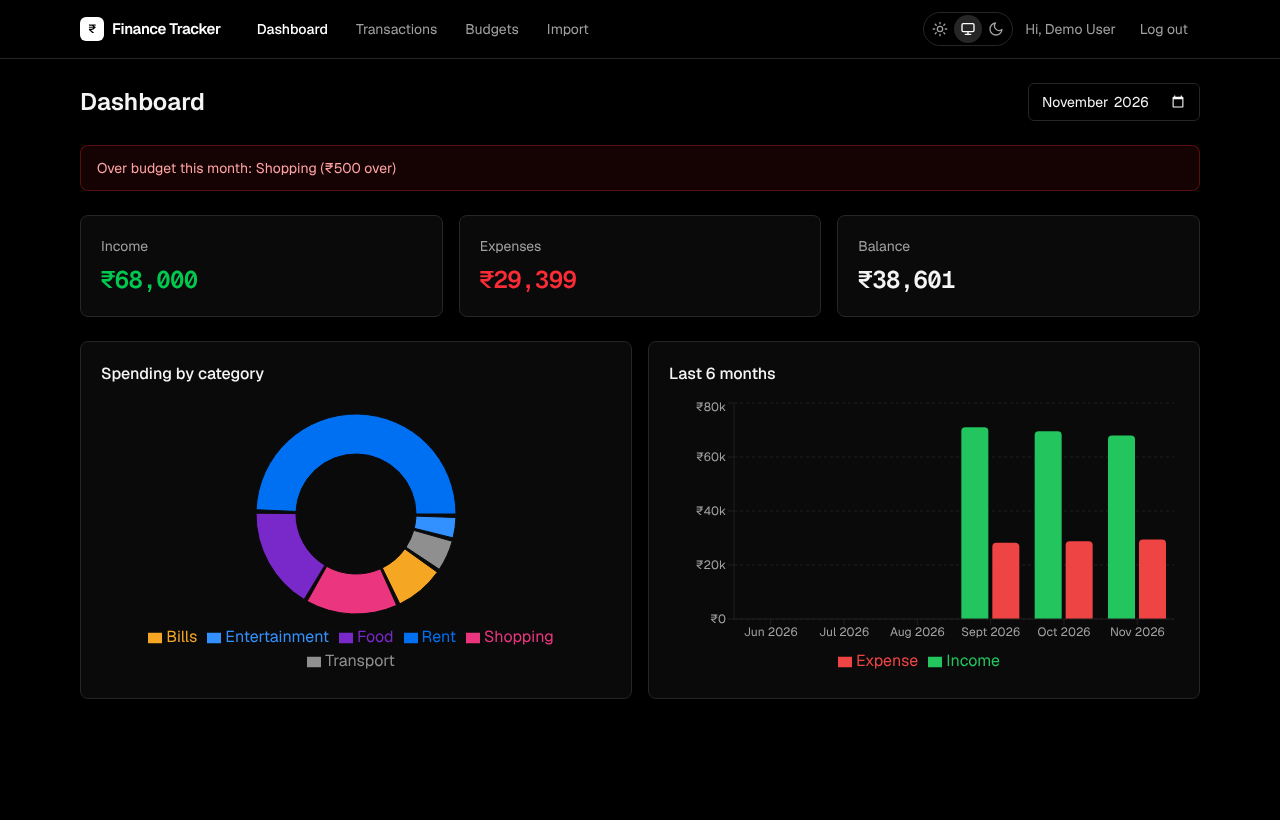 ₹ Finance Tracker Dashboard Transactions Budgets Import Hi, Demo User Log out
Dashboard November 2026
Over budget this month: Shopping (₹500 over)
Income Expenses Balance
₹68,000 ₹29,399 ₹38,601
Spending by category
Bills Entertainment Food Rent Shopping
Transport
Last 6 months
₹80k
₹60k
₹40k
₹20k
₹0
Jun 2026 Jul 2026 Aug 2026 Sept 2026 Oct 2026 Nov 2026
Expense Income